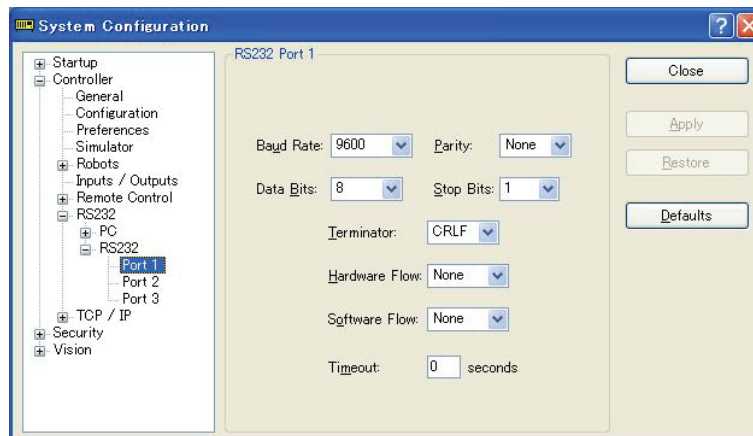 System Configuration
Startup
Controller
General
Configuration
Preferences
Simulator
Robots
Inputs / Outputs
Remote Control
RS232
PC
RS232
Port 1
Port 2
Port 3
TCP / IP
Security
Vision
RS232 Port 1
Baud Rate: 9600 Parity: None
Data Bits: 8 Stop Bits: 1
Terminator: CRLF
Hardware Flow: None
Software Flow: None
Timeout: 0 seconds
Close
Apply
Restore
Defaults